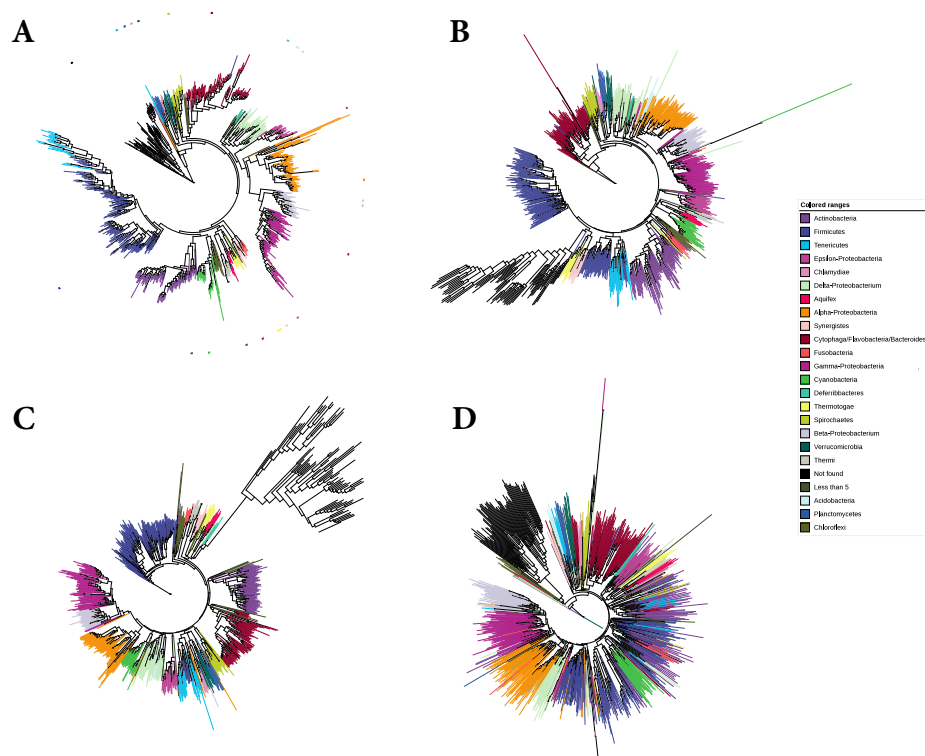 A
B
Colored ranges
Actinobacteria
Firmicutes
Tenericutes
Epsilon-Proteobacteria
Chlamydiae
Delta-Proteobacterium
Aquifex
Alpha-Proteobacteria
Synergistes
Cytophaga/Flavobacteria/Bacteroides
Fusobacteria
Gamma-Proteobacteria
Cyanobacteria
Deferribbacteres
Thermotogae
Spirochaetes
Beta-Proteobacterium
Verrucomicrobia
Thermi
Not found
Less than 5
Acidobacteria
Planctomycetes
Chloroflexi
C
D